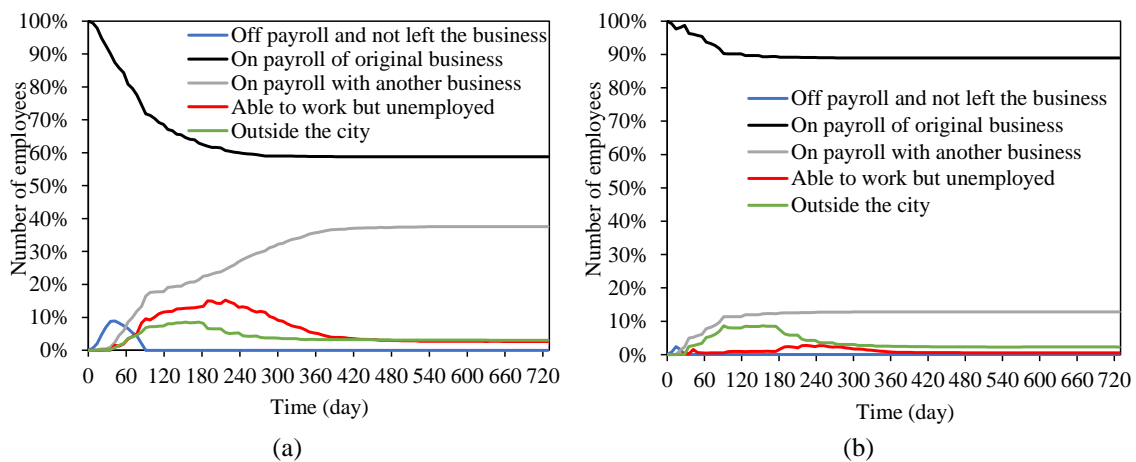 100%
90%
80%
70%
60%
50%
40%
30%
20%
10%
0%
Number of employees
Off payroll and not left the business
On payroll of original business
On payroll with another business
Able to work but unemployed
Outside the city
0 60 120 180 240 300 360 420 480 540 600 660 720
Time (day)
(a)
100%
90%
80%
70%
60%
50%
40%
30%
20%
10%
0%
Number of employees
Off payroll and not left the business
On payroll of original business
On payroll with another business
Able to work but unemployed
Outside the city
0 60 120 180 240 300 360 420 480 540 600 660 720
Time (day)
(b)